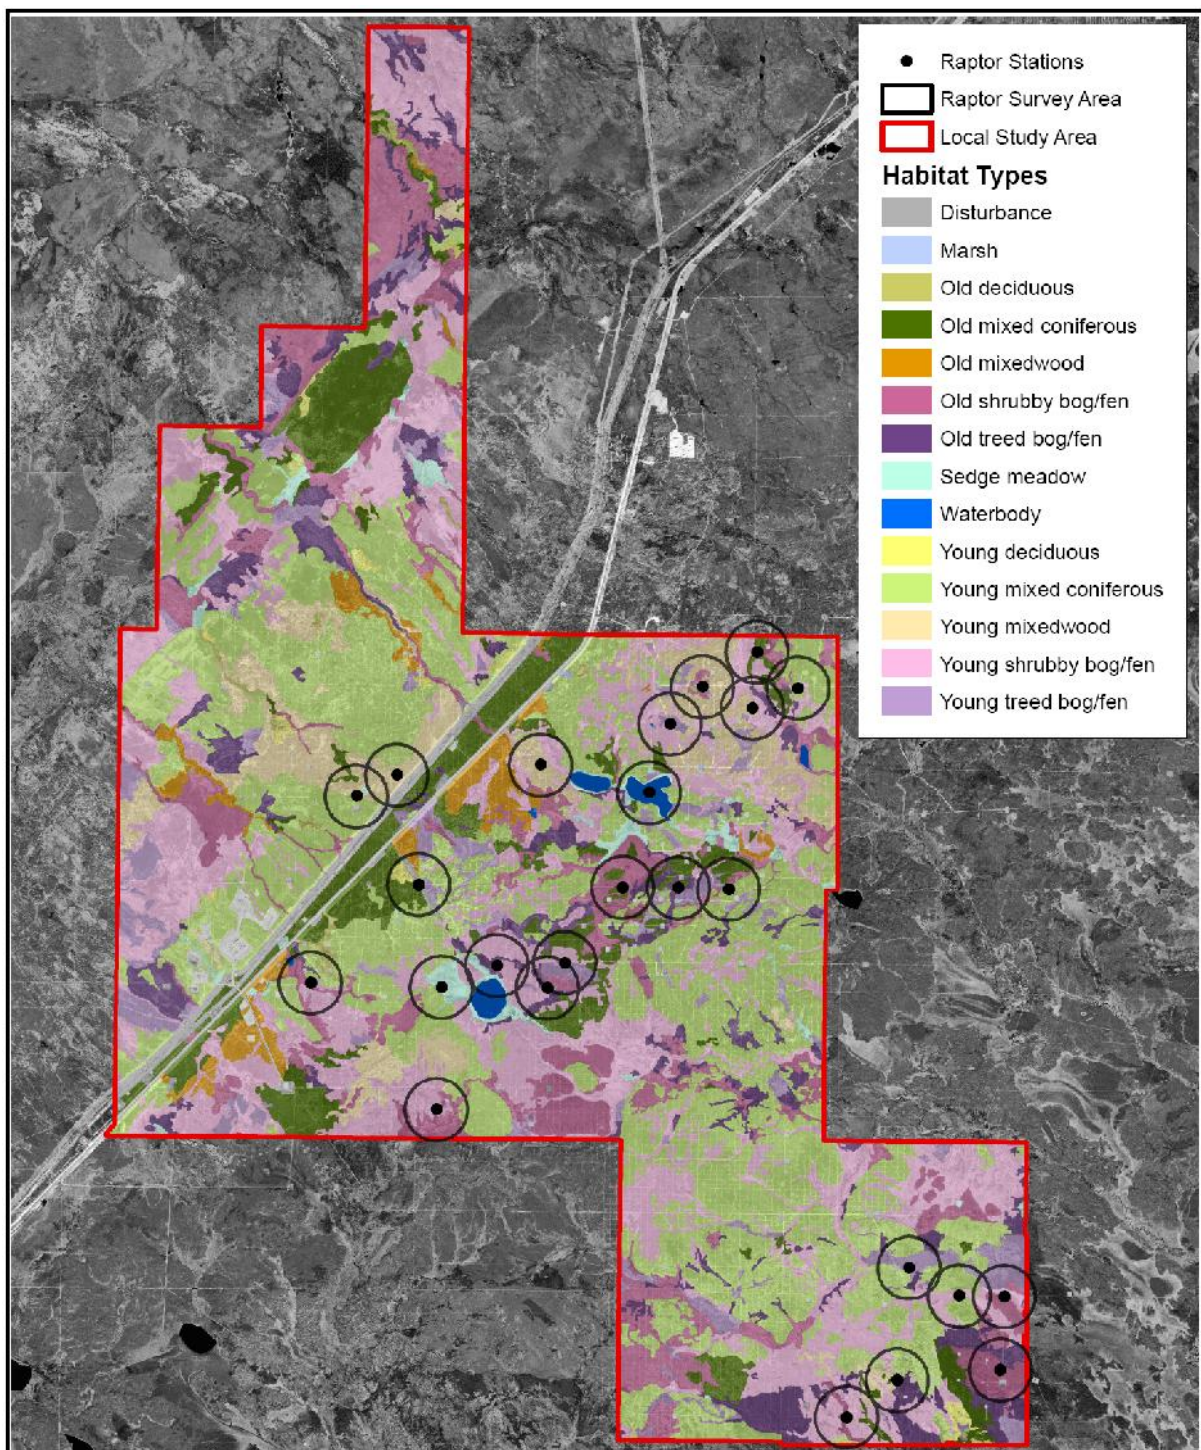 Raptor Stations
Raptor Survey Area
Local Study Area
Habitat Types
Disturbance
Marsh
Old deciduous
Old mixed coniferous
Old mixedwood
Old shrubby bog/fen
Old treed bog/fen
Sedge meadow
Waterbody
Young deciduous
Young mixed coniferous
Young mixedwood
Young shrubby bog/fen
Young treed bog/fen